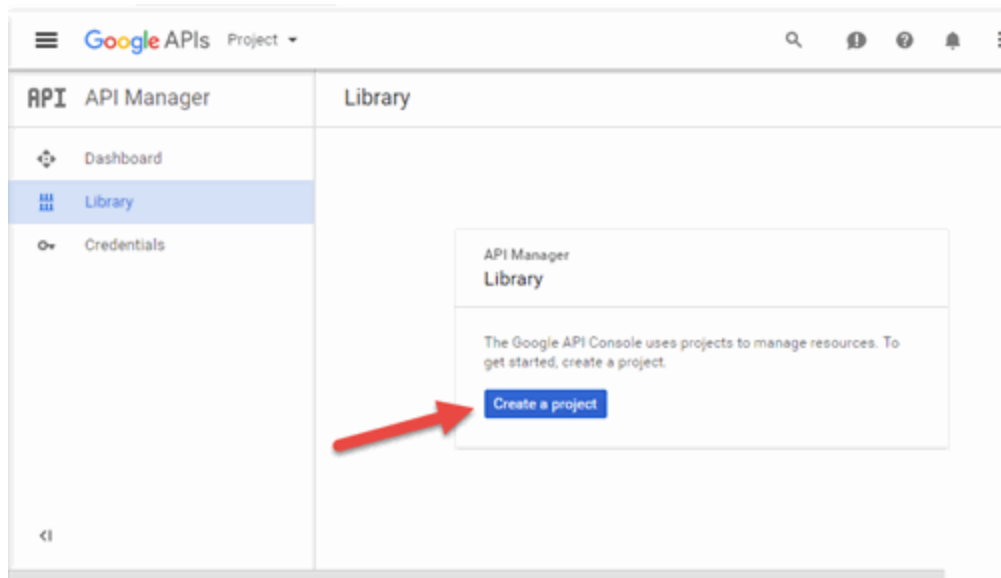 Google APIs Project
API API Manager
Library
Dashboard
Library
Credentials
API Manager
Library
The Google API Console uses projects to manage resources. To
get started, create a project.
Create a project